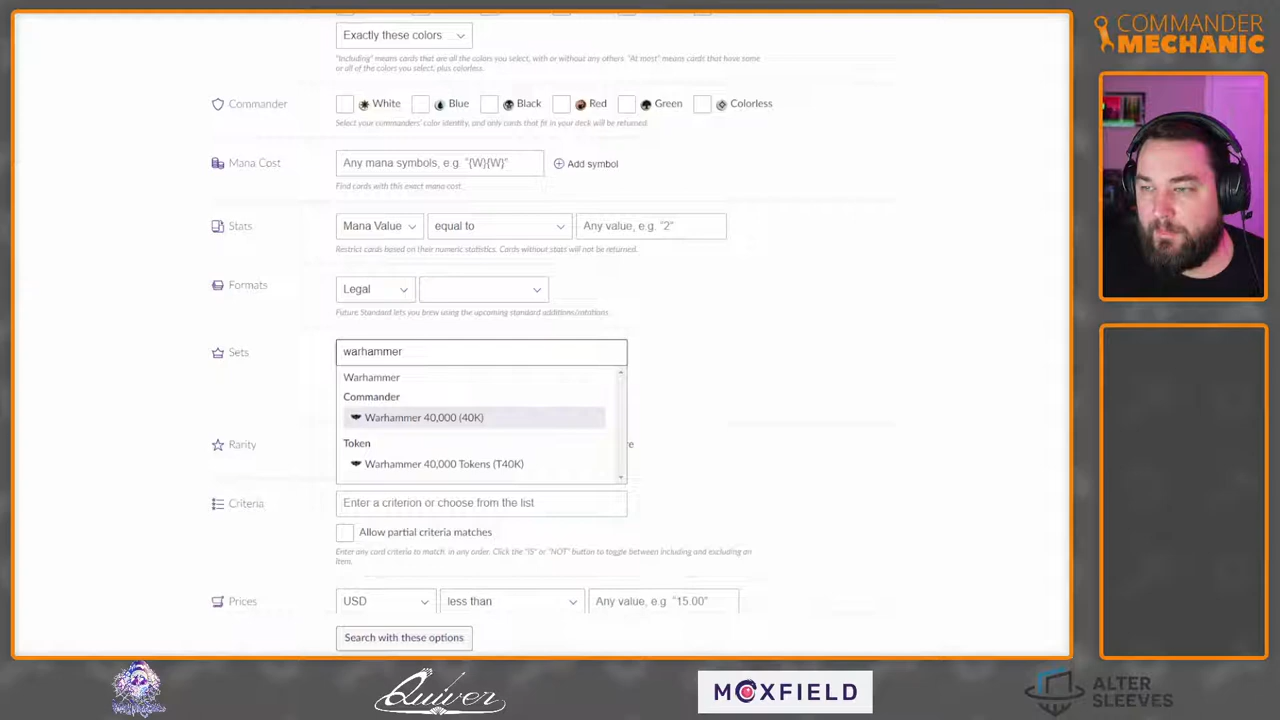 COMMANDER
MECHANIC
Exactly these colors
"Including" means cards that are all the colors you select, with or without any others. "At most" means cards that have some
or all of the colors you select, plus colorless.
Commander
White
Blue
Black
Red
Green
Colorless
Select your commanders' color identity, and only cards that fit in your deck will be returned.
Mana Cost
Any mana symbols, e.g. "{W}{W}"
Add symbol
Find cards with this exact mana cost.
Stats
Mana Value
equal to
Any value, e.g. "2"
Restrict cards based on their numeric statistics. Cards without stats will not be returned.
Formats
Legal
Future Standard lets you brew using the upcoming standard additions/rotations.
Sets
warhammer
Warhammer
Commander
Warhammer 40,000 (40K)
Token
Warhammer 40,000 Tokens (T40K)
Rarity
re
Criteria
Enter a criterion or choose from the list
Allow partial criteria matches
Enter any card criteria to match, in any order. Click the "IS" or "NOT" button to toggle between including and excluding an
item.
Prices
USD
less than
Any value, e.g. "15.00"
Search with these options
Quiver
MOXFIELD
ALTER
SLEEVES